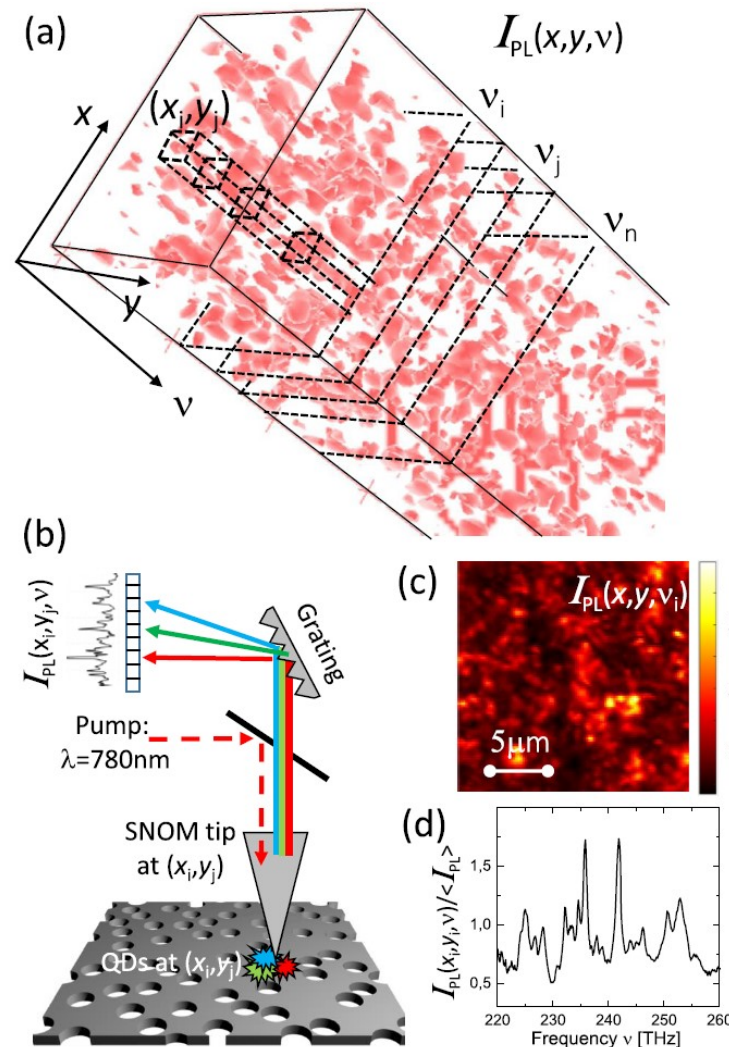 (a)
I_PL(x,y,ν)
(x_j,y_j)
x
y
ν
ν_i
ν_j
ν_n
(b)
I_PL(x_i,y_j,ν)
Grating
Pump:
λ=780nm
SNOM tip
at (x_i,y_j)
QDs at (x_i,y_j)
(c)
I_PL(x,y,ν_i)
5μm
(d)
I_PL(x_i,y_i,ν)/<I_PL>
1,5
1,0
0,5
220 230 240 250 260
Frequency ν [THz]